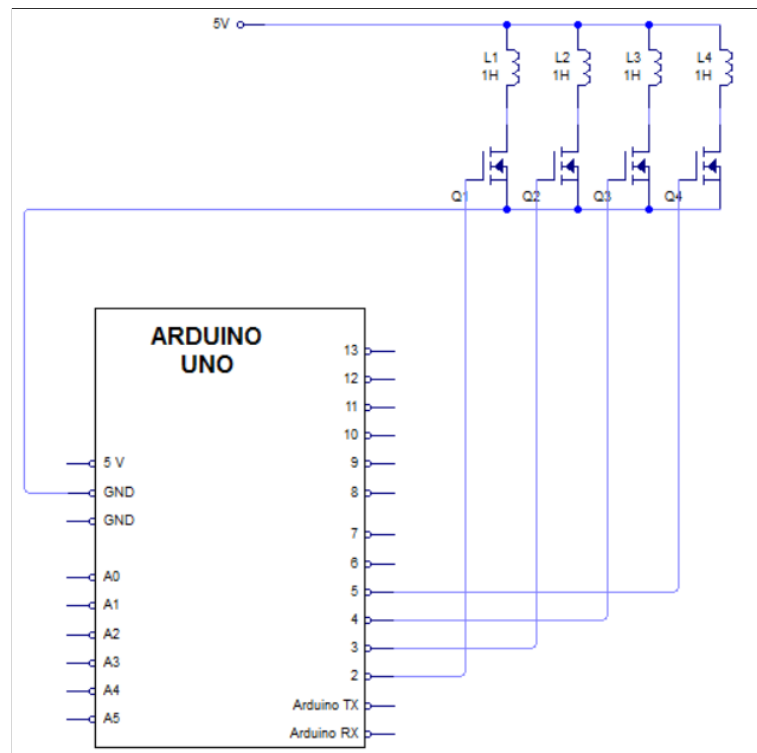 5V
L1
1H
L2
1H
L3
1H
L4
1H
Q1
Q2
Q3
Q4
ARDUINO
UNO
13
12
11
10
5 V
9
GND
8
GND
7
6
A0
5
A1
4
A2
3
A3
2
A4
Arduino TX
A5
Arduino RX